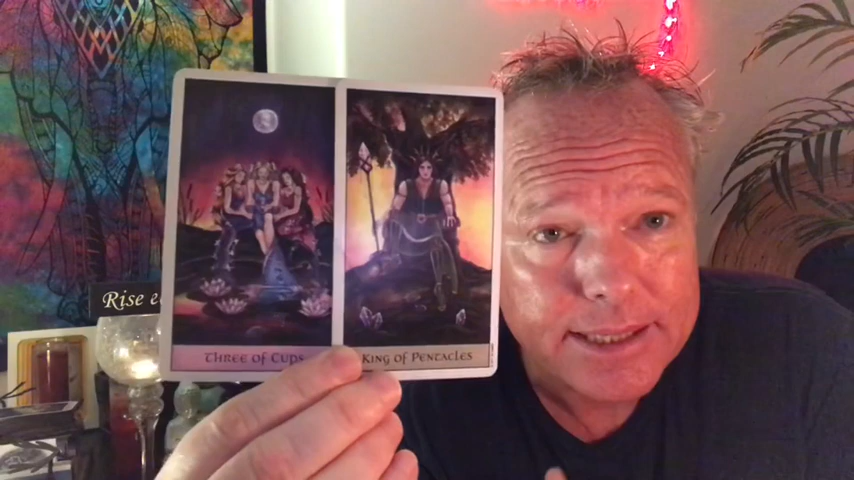 Rise
THREE OF CUPS
KING OF PENTACLES